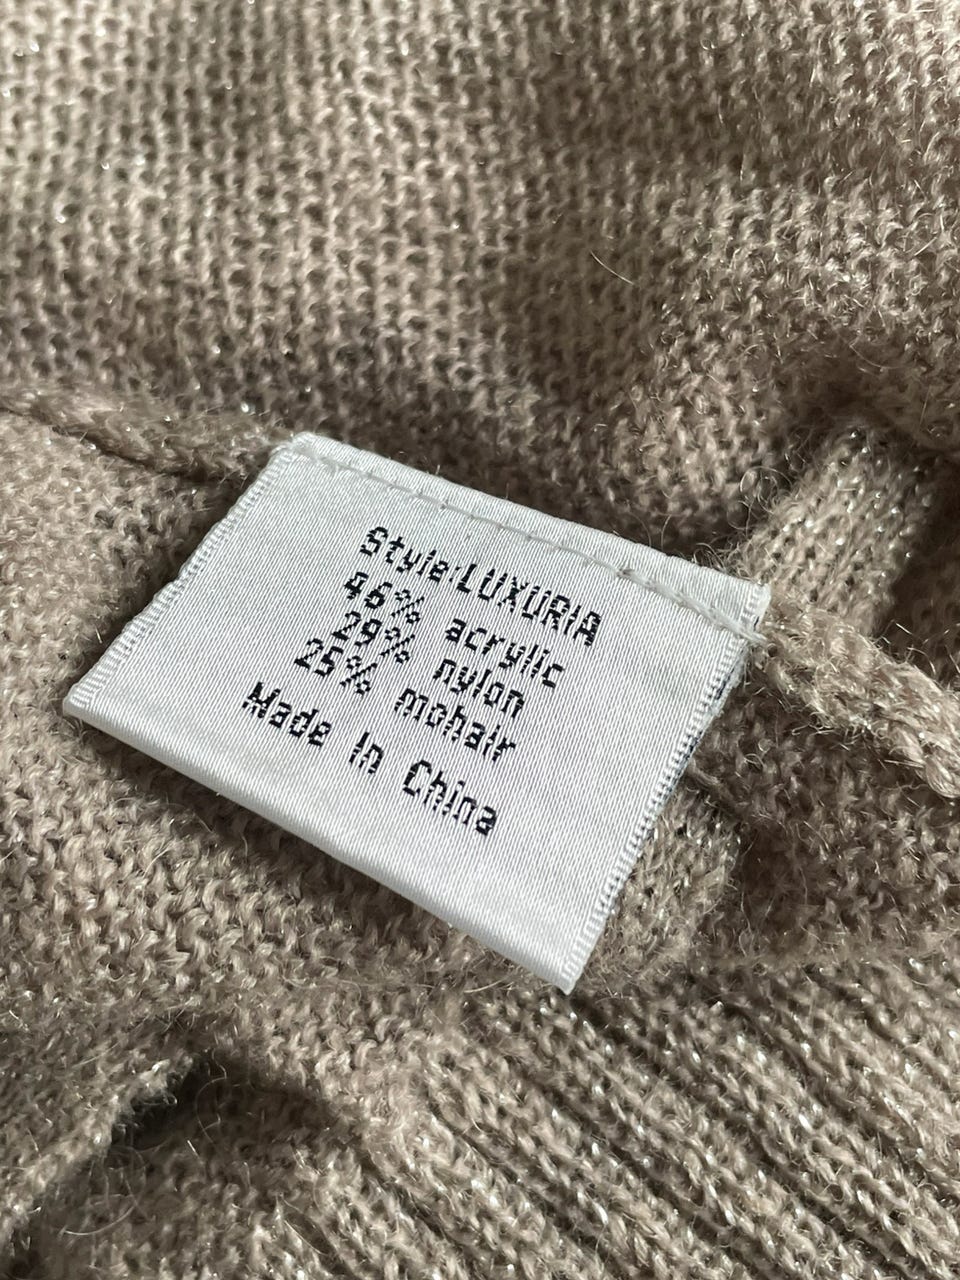 Style:LUXURIA
46% acrylic
29% nylon
25% mohair
Made In China